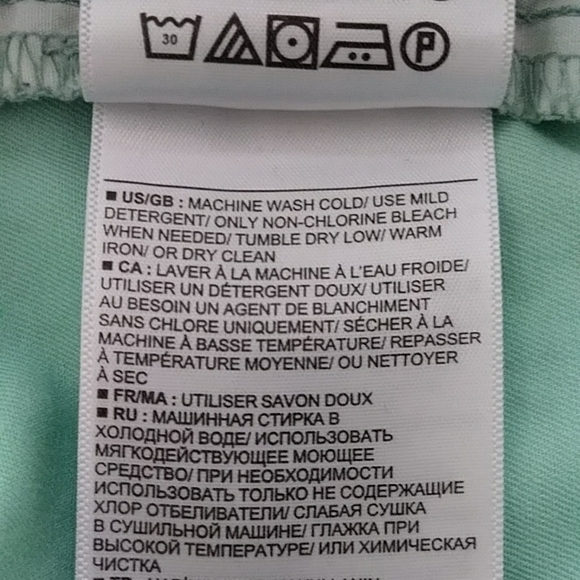 30
P
■ US/GB : MACHINE WASH COLD/ USE MILD
DETERGENT/ ONLY NON-CHLORINE BLEACH
WHEN NEEDED/ TUMBLE DRY LOW/ WARM
IRON/ OR DRY CLEAN
■ CA : LAVER À LA MACHINE À L'EAU FROIDE/
UTILISER UN DÉTERGENT DOUX/ UTILISER
AU BESOIN UN AGENT DE BLANCHIMENT
SANS CHLORE UNIQUEMENT/ SÉCHER À LA
MACHINE À BASSE TEMPÉRATURE/ REPASSER
À TEMPÉRATURE MOYENNE/ OU NETTOYER
À SEC
■ FR/MA : UTILISER SAVON DOUX
■ RU : МАШИННАЯ СТИРКА В
ХОЛОДНОЙ ВОДЕ/ ИСПОЛЬЗОВАТЬ
МЯГКОДЕЙСТВУЮЩЕЕ МОЮЩЕЕ
СРЕДСТВО/ ПРИ НЕОБХОДИМОСТИ
ИСПОЛЬЗОВАТЬ ТОЛЬКО НЕ СОДЕРЖАЩИЕ
ХЛОР ОТБЕЛИВАТЕЛИ/ СЛАБАЯ СУШКА
В СУШИЛЬНОЙ МАШИНЕ/ ГЛАЖКА ПРИ
ВЫСОКОЙ ТЕМПЕРАТУРЕ/ ИЛИ ХИМИЧЕСКАЯ
ЧИСТКА